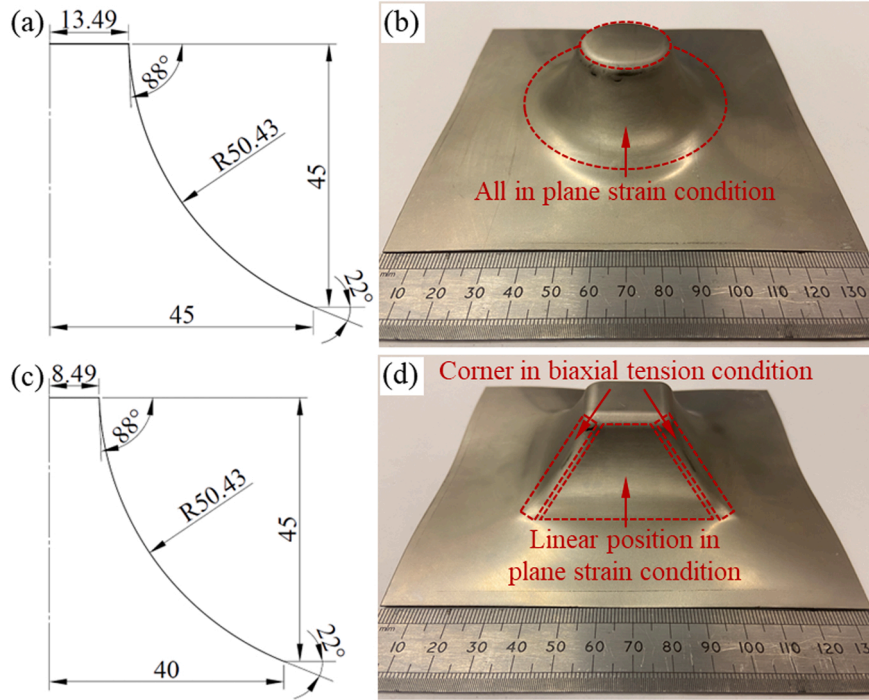 (a)
13.49
88°
R50.43
45
22°
45
(b)
All in plane strain condition
mm
10 20 30 40 50 60 70 80 90 100 110 120 130
(c)
8.49
88°
R50.43
45
22°
40
(d)
Corner in biaxial tension condition
Linear position in
plane strain condition
mm
10 20 30 40 50 60 70 80 90 100 110 120 13